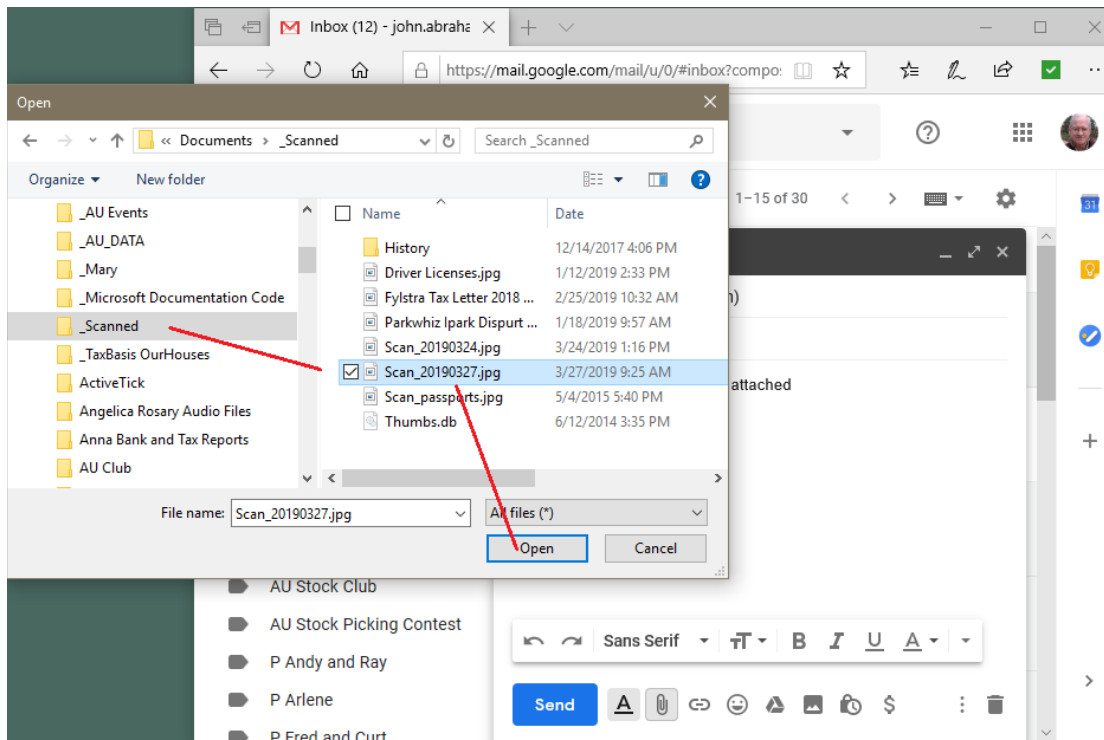 Inbox (12) - john.abraha
https://mail.google.com/mail/u/0/#inbox?compo:
Open
« Documents › _Scanned
Search _Scanned
Organize
New folder
Name
Date
_AU Events
_AU_DATA
_Mary
_Microsoft Documentation Code
_Scanned
_TaxBasis OurHouses
ActiveTick
Angelica Rosary Audio Files
Anna Bank and Tax Reports
AU Club
History 12/14/2017 4:06 PM
Driver Licenses.jpg 1/12/2019 2:33 PM
Fylstra Tax Letter 2018 ... 2/25/2019 10:32 AM
Parkwhiz Ipark Dispurt ... 1/18/2019 9:57 AM
Scan_20190324.jpg 3/24/2019 1:16 PM
Scan_20190327.jpg 3/27/2019 9:25 AM
Scan_passports.jpg 5/4/2015 5:40 PM
Thumbs.db 6/12/2014 3:35 PM
File name: Scan_20190327.jpg
All files (*)
Open
Cancel
1–15 of 30
31
attached
AU Stock Club
AU Stock Picking Contest
P Andy and Ray
P Arlene
P Fred and Curt
Sans Serif
B I U A
Send
A
$